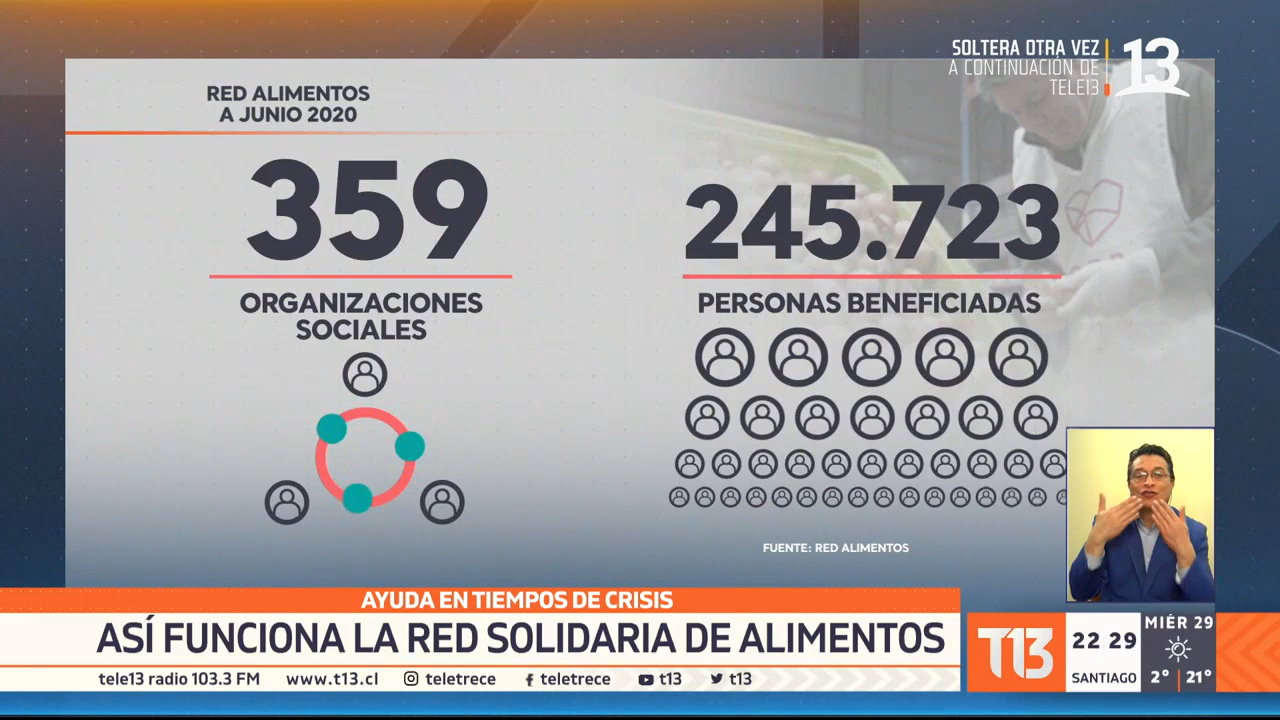 SOLTERA OTRA VEZ
A CONTINUACIÓN DE
TELE13
13
RED ALIMENTOS
A JUNIO 2020
359
ORGANIZACIONES
SOCIALES
245.723
PERSONAS BENEFICIADAS
FUENTE: RED ALIMENTOS
AYUDA EN TIEMPOS DE CRISIS
ASÍ FUNCIONA LA RED SOLIDARIA DE ALIMENTOS
tele13 radio 103.3 FM www.t13.cl teletrece teletrece t13 t13
T13
22 29
SANTIAGO
MIÉR 29
2° 21°